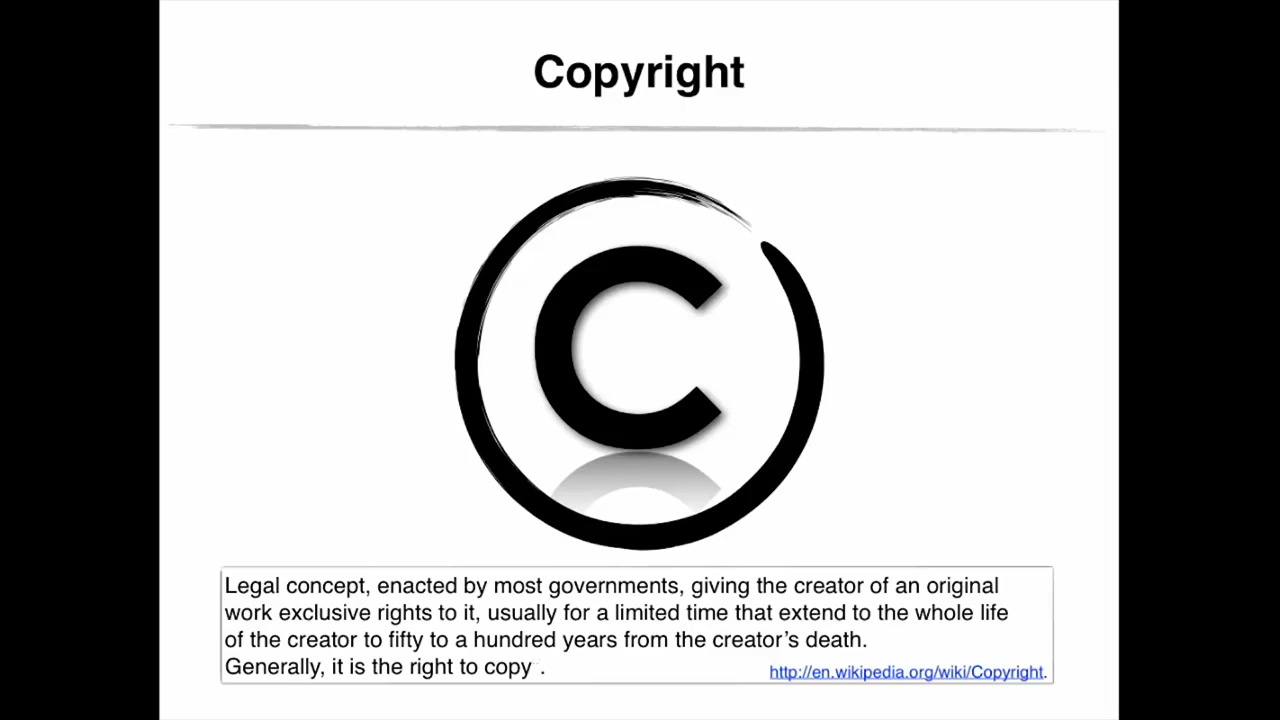 Copyright
C
Legal concept, enacted by most governments, giving the creator of an original
work exclusive rights to it, usually for a limited time that extend to the whole life
of the creator to fifty to a hundred years from the creator’s death.
Generally, it is the right to copy .
http://en.wikipedia.org/wiki/Copyright.